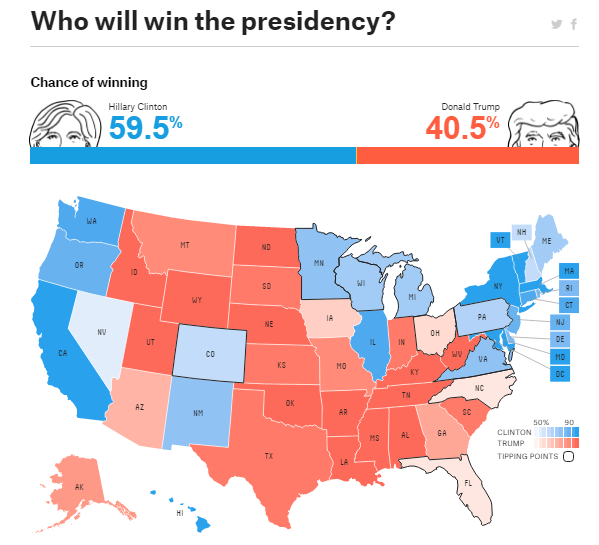 Who will win the presidency?
Chance of winning
Hillary Clinton
59.5%
Donald Trump
40.5%
WA
OR
CA
NV
ID
MT
WY
UT
AZ
CO
NM
ND
SD
NE
KS
OK
TX
MN
IA
MO
AR
LA
WI
IL
MS
MI
IN
KY
TN
AL
OH
WV
GA
FL
SC
NC
VA
PA
NY
VT
NH
ME
MA
RI
CT
NJ
DE
MD
DC
AK
HI
50% 90
CLINTON
TRUMP
TIPPING POINTS